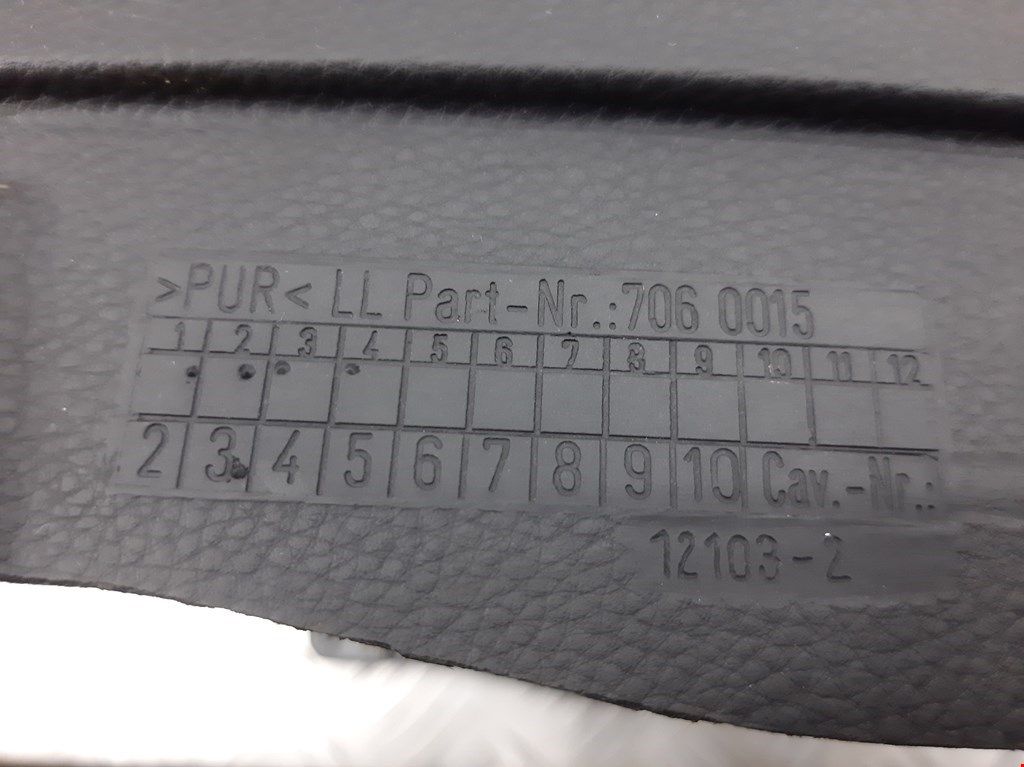 >PUR< LL Part-Nr.:706 0015
1 2 3 4 5 6 7 8 9 10 11 12
2 3 4 5 6 7 8 9 10 Cav.-Nr.:
12103-2